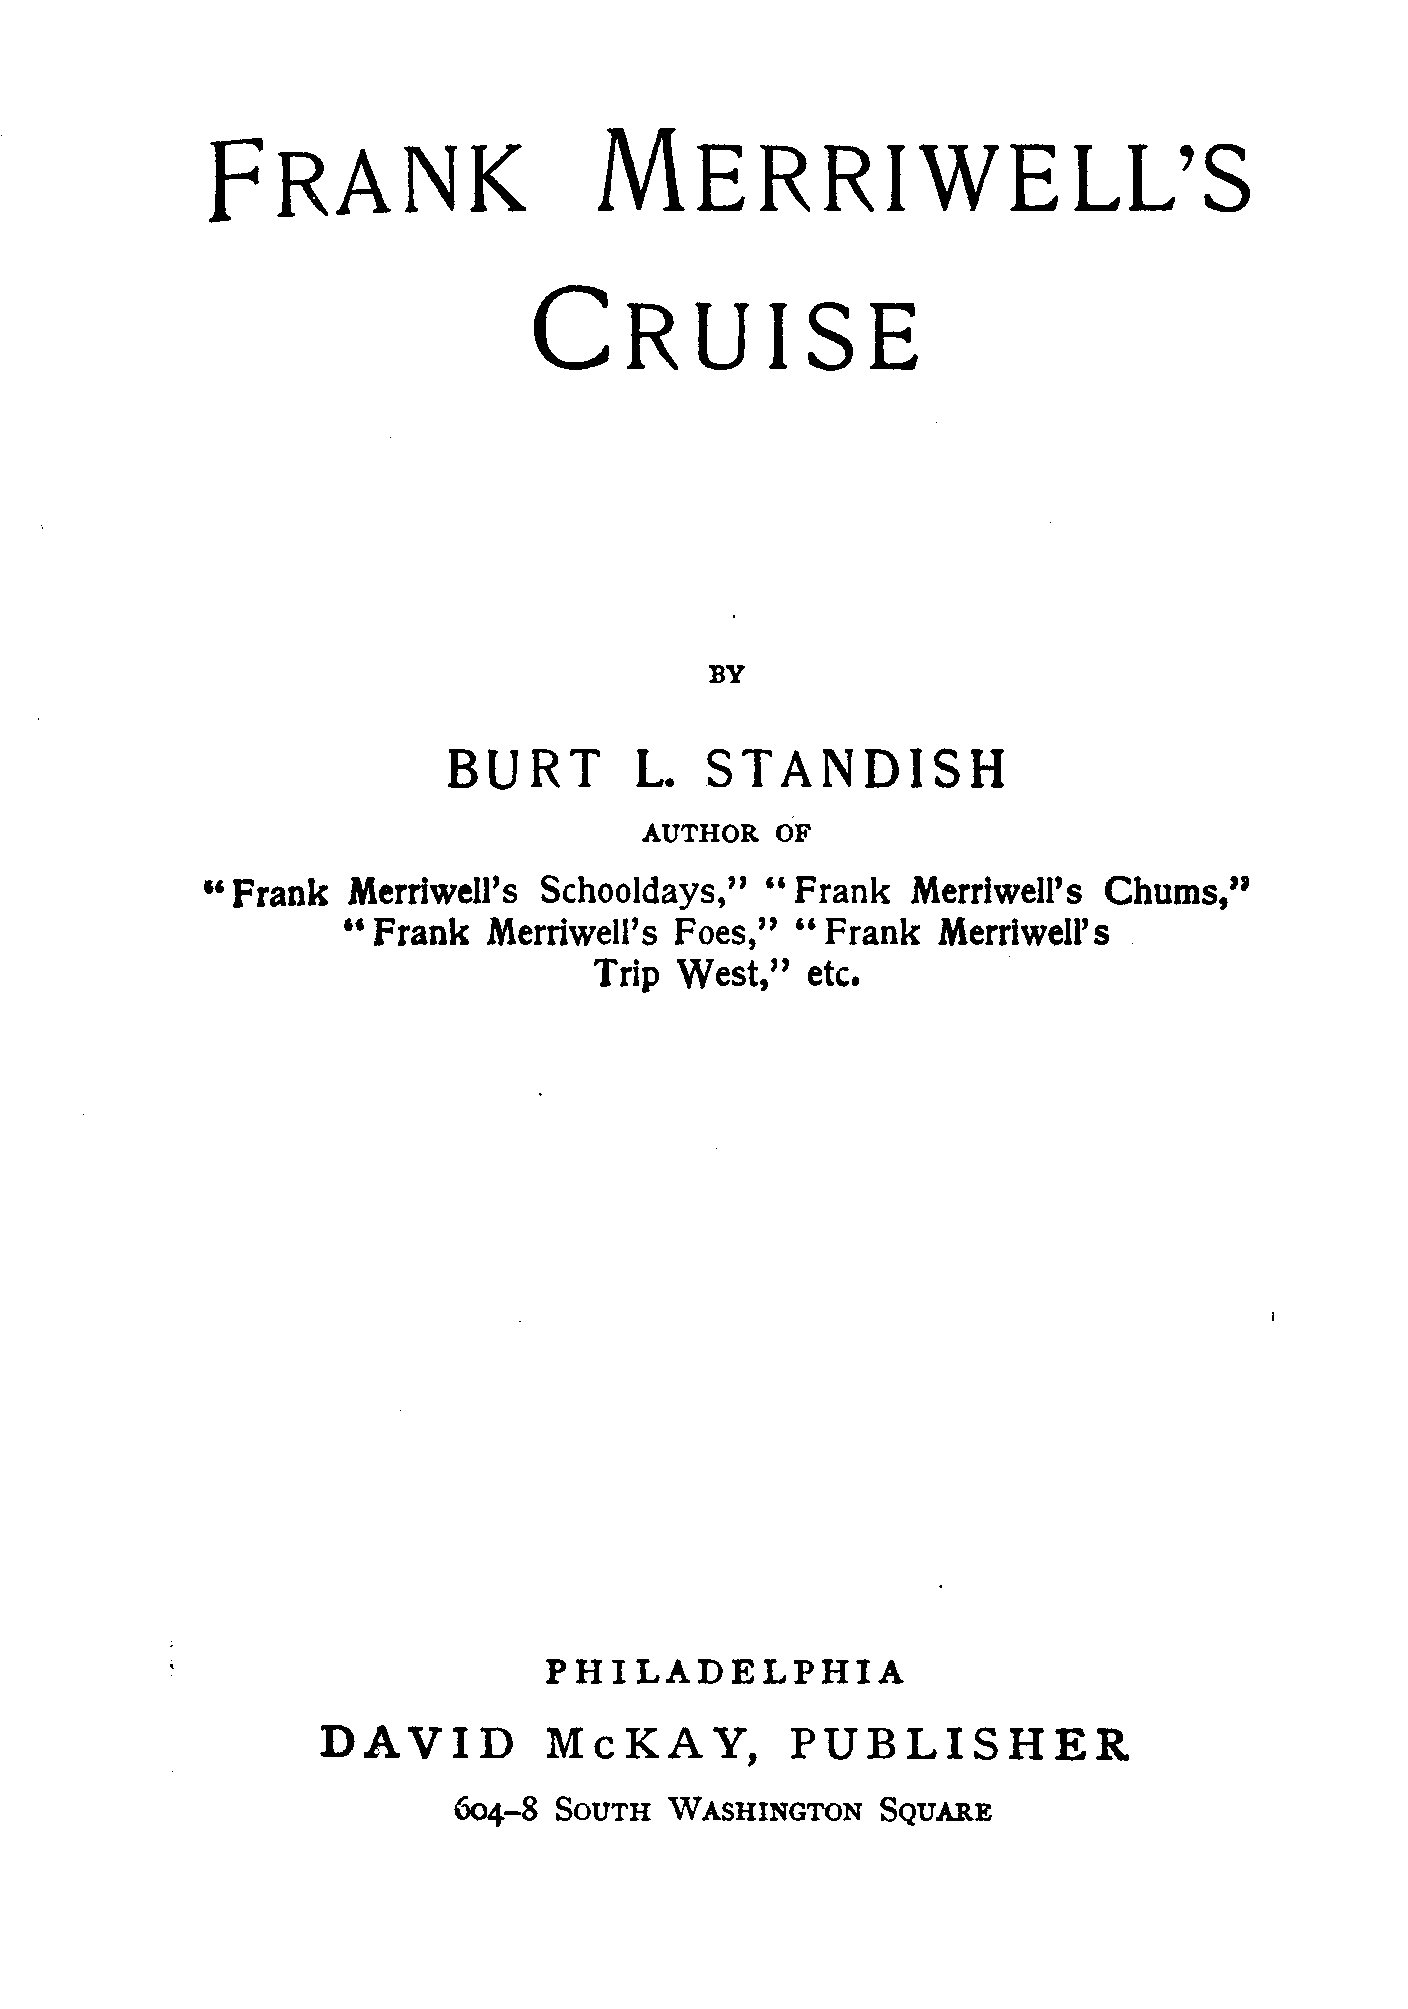 FRANK MERRIWELL'S
CRUISE
BY
BURT L. STANDISH
AUTHOR OF
“Frank Merriwell's Schooldays,” “Frank Merriwell's Chums,”
“Frank Merriwell's Foes,” “Frank Merriwell's
Trip West,” etc.
PHILADELPHIA
DAVID McKAY, PUBLISHER
604–8 SOUTH WASHINGTON SQUARE